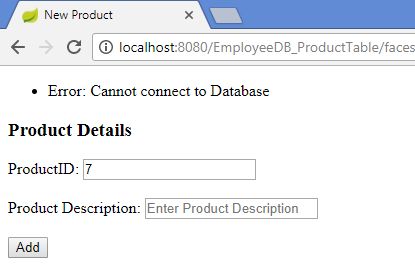 New Product
localhost:8080/EmployeeDB_ProductTable/faces
Error: Cannot connect to Database
Product Details
ProductID: 7
Product Description: Enter Product Description
Add